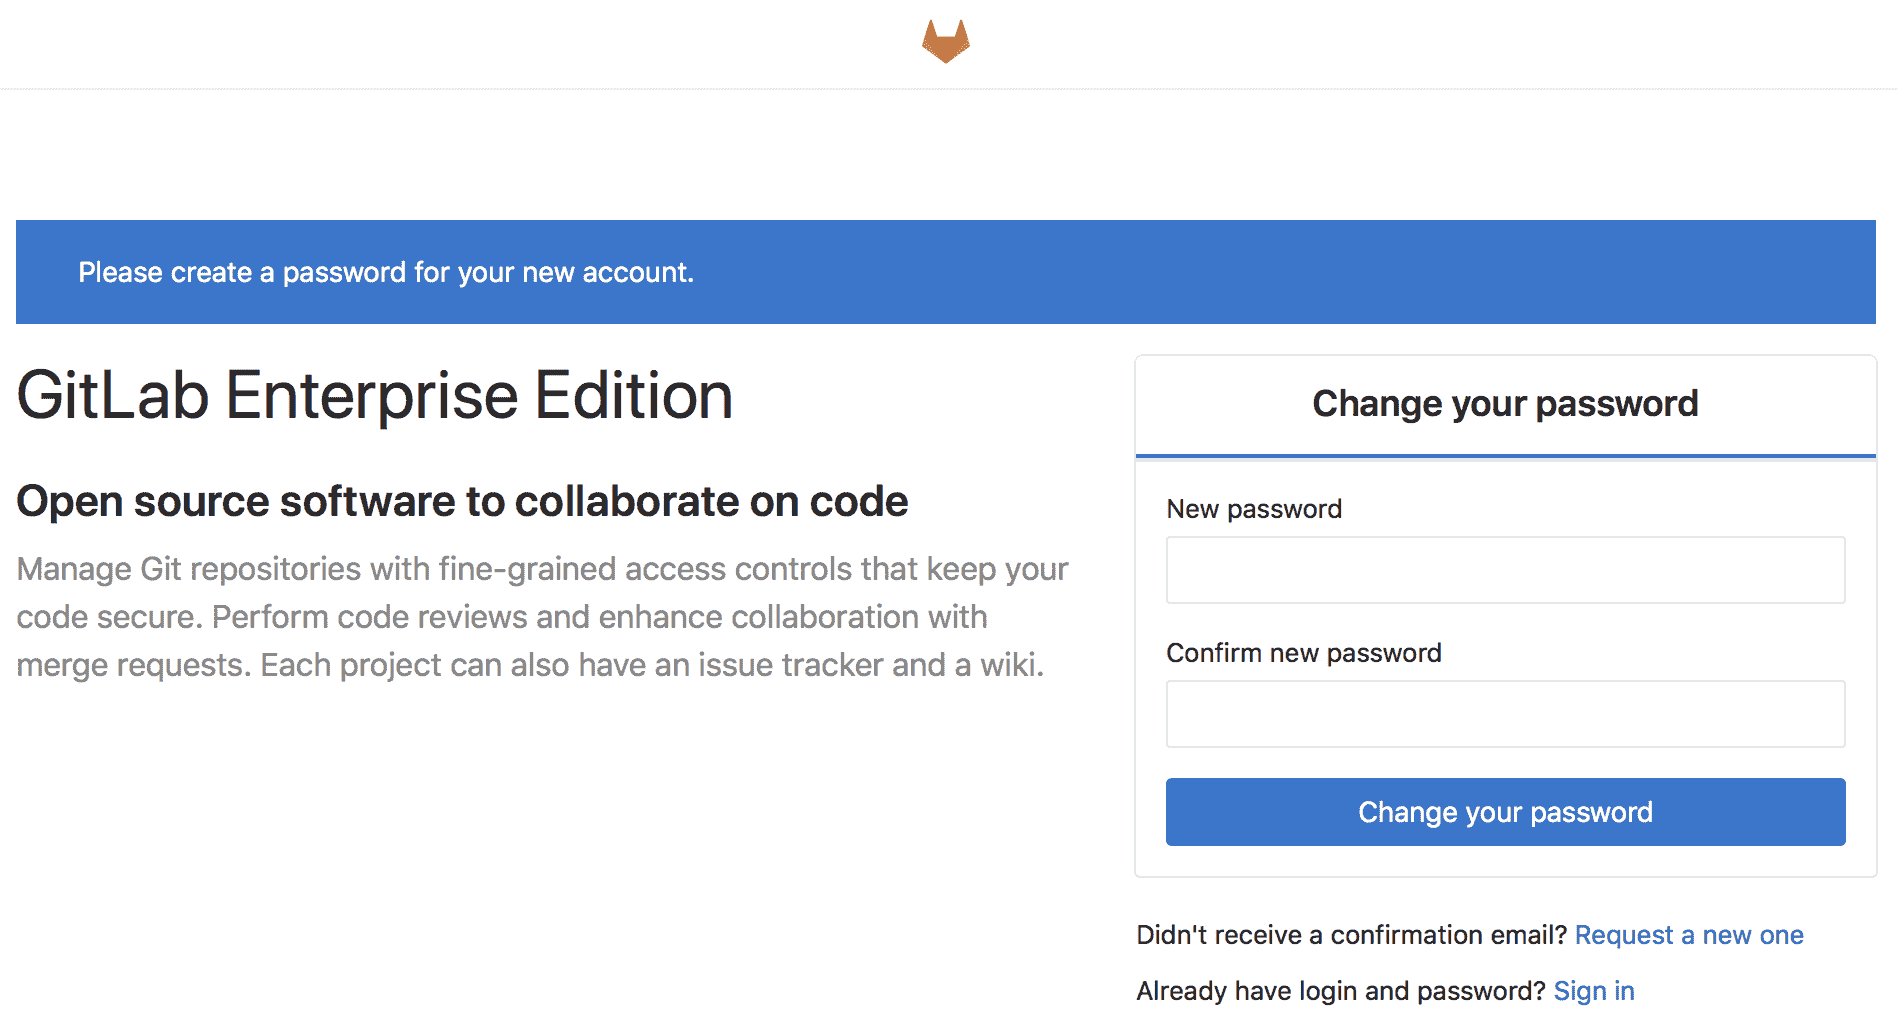 Please create a password for your new account.
GitLab Enterprise Edition
Open source software to collaborate on code
Manage Git repositories with fine-grained access controls that keep your
code secure. Perform code reviews and enhance collaboration with
merge requests. Each project can also have an issue tracker and a wiki.
Change your password
New password
Confirm new password
Change your password
Didn't receive a confirmation email? Request a new one
Already have login and password? Sign in